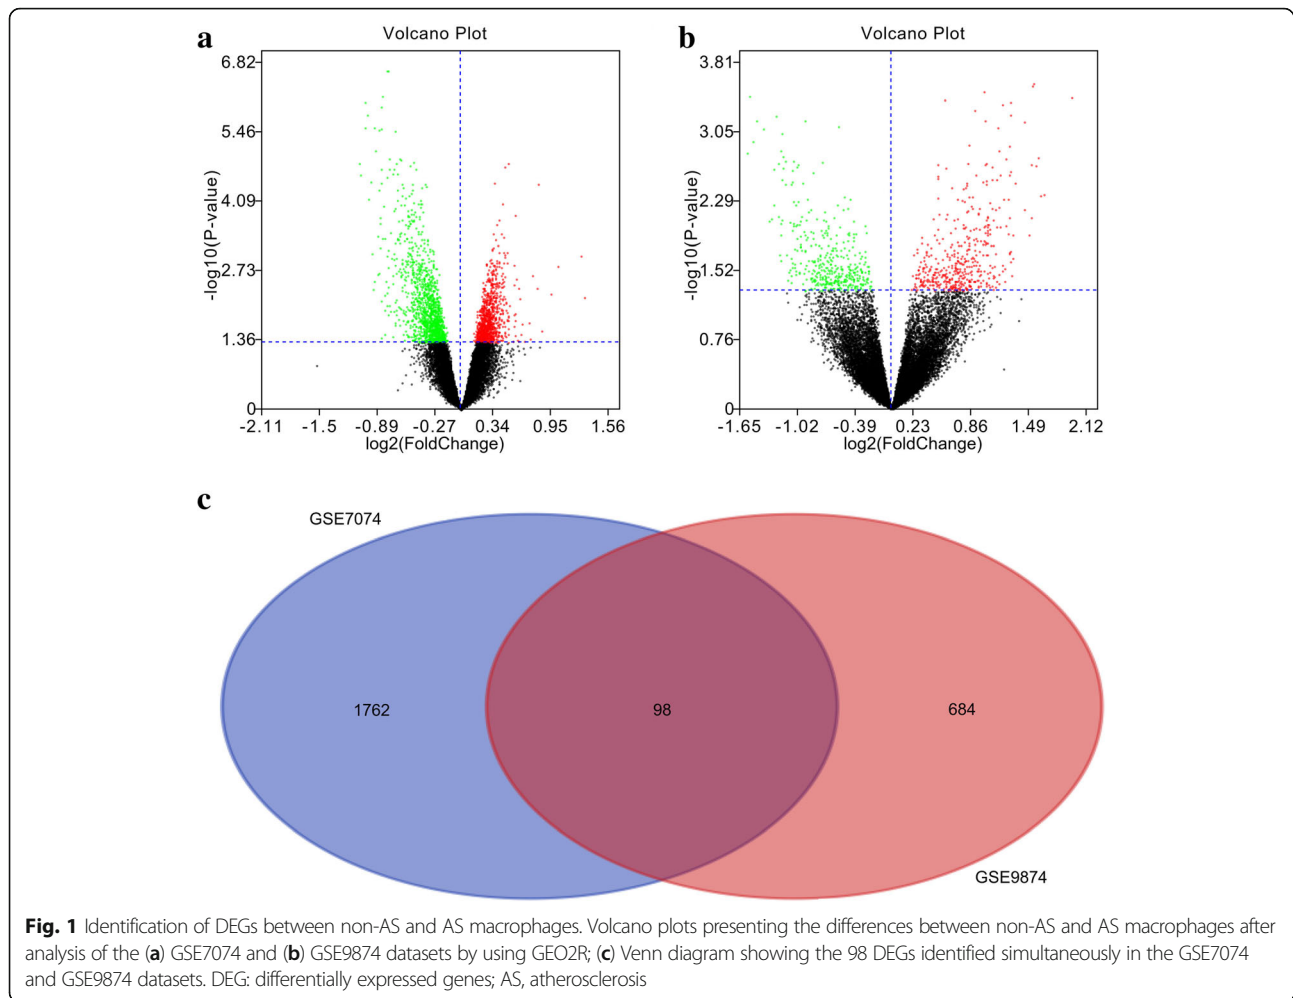 a
Volcano Plot
6.82
5.46
4.09
2.73
1.36
0
-log10(P-value)
-2.11 -1.5 -0.89 -0.27 0.34 0.95 1.56
log2(FoldChange)
b
Volcano Plot
3.81
3.05
2.29
1.52
0.76
0
-log10(P-value)
-1.65 -1.02 -0.39 0.23 0.86 1.49 2.12
log2(FoldChange)
c
GSE7074
1762 98 684
GSE9874
Fig. 1 Identification of DEGs between non-AS and AS macrophages. Volcano plots presenting the differences between non-AS and AS macrophages after
analysis of the (a) GSE7074 and (b) GSE9874 datasets by using GEO2R; (c) Venn diagram showing the 98 DEGs identified simultaneously in the GSE7074
and GSE9874 datasets. DEG: differentially expressed genes; AS, atherosclerosis